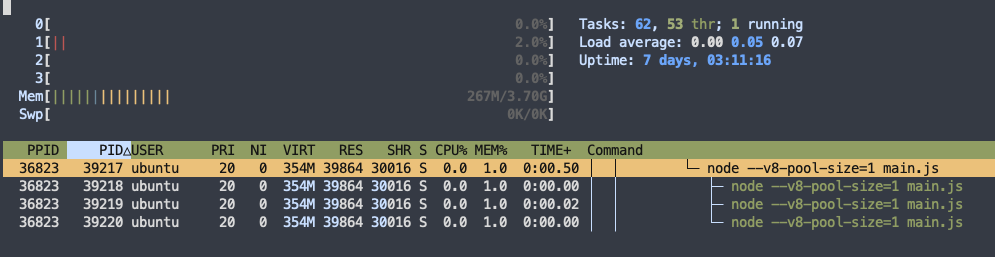 0[ 0.0%] Tasks: 62, 53 thr; 1 running
1[|| 2.0%] Load average: 0.00 0.05 0.07
2[ 0.0%] Uptime: 7 days, 03:11:16
3[ 0.0%]
Mem[||||||||||||||| 267M/3.70G]
Swp[ 0K/0K]
PPID PID△USER PRI NI VIRT RES SHR S CPU% MEM% TIME+ Command
36823 39217 ubuntu 20 0 354M 39864 30016 S 0.0 1.0 0:00.50 │ │ └─ node --v8-pool-size=1 main.js
36823 39218 ubuntu 20 0 354M 39864 30016 S 0.0 1.0 0:00.00 │ │ ├─ node --v8-pool-size=1 main.js
36823 39219 ubuntu 20 0 354M 39864 30016 S 0.0 1.0 0:00.02 │ │ ├─ node --v8-pool-size=1 main.js
36823 39220 ubuntu 20 0 354M 39864 30016 S 0.0 1.0 0:00.00 │ │ └─ node --v8-pool-size=1 main.js